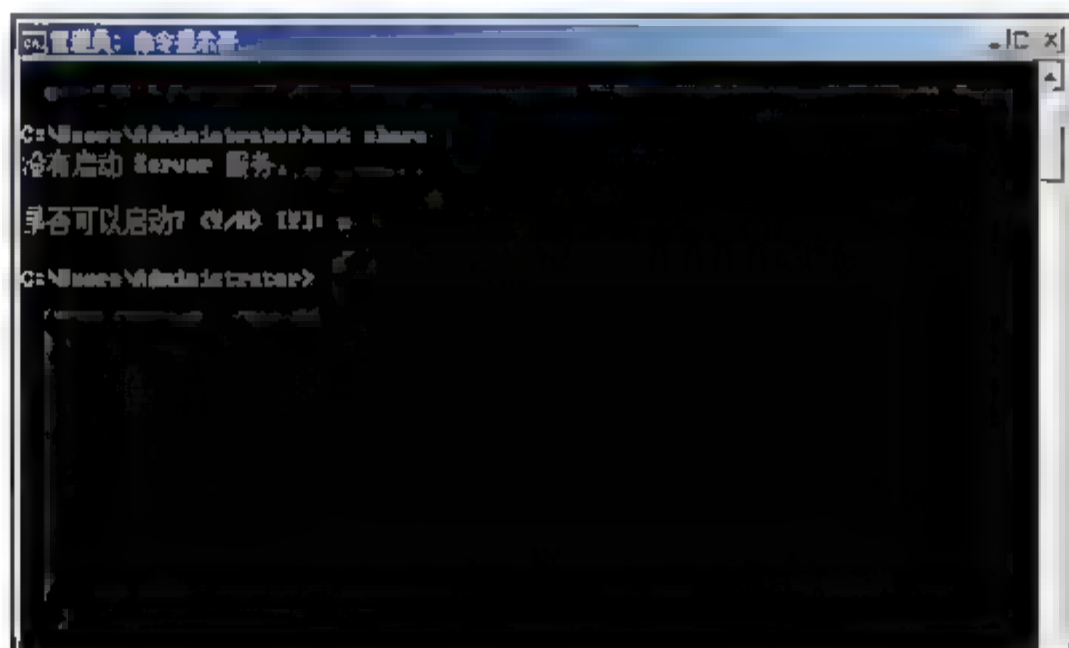 管理员: 命令提示符
C:\Users\Administrator>net share
没有启动 Server 服务。
是否可以启动? (Y/N) [Y]: n
C:\Users\Administrator>